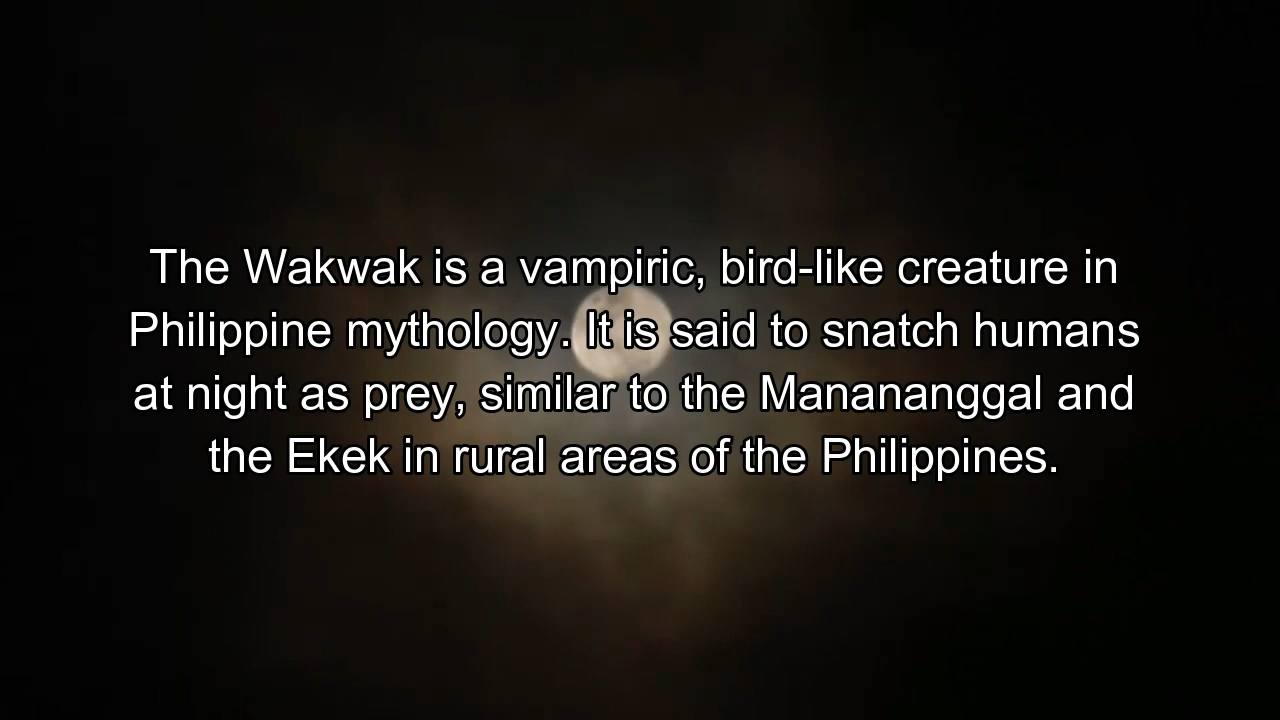 The Wakwak is a vampiric, bird-like creature in
Philippine mythology. It is said to snatch humans
at night as prey, similar to the Manananggal and
the Ekek in rural areas of the Philippines.